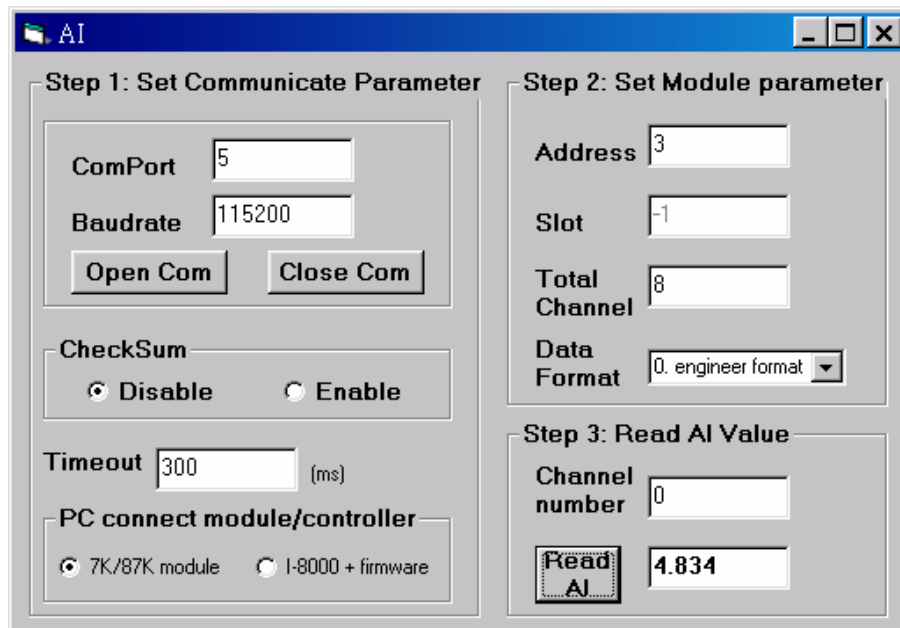 AI
Step 1: Set Communicate Parameter
ComPort 5
Baudrate 115200
Open Com Close Com
CheckSum
Disable Enable
Timeout 300 (ms)
PC connect module/controller
7K/87K module I-8000 + firmware
Step 2: Set Module parameter
Address 3
Slot -1
Total
Channel 8
Data
Format 0. engineer format
Step 3: Read AI Value
Channel
number 0
Read
AI 4.834